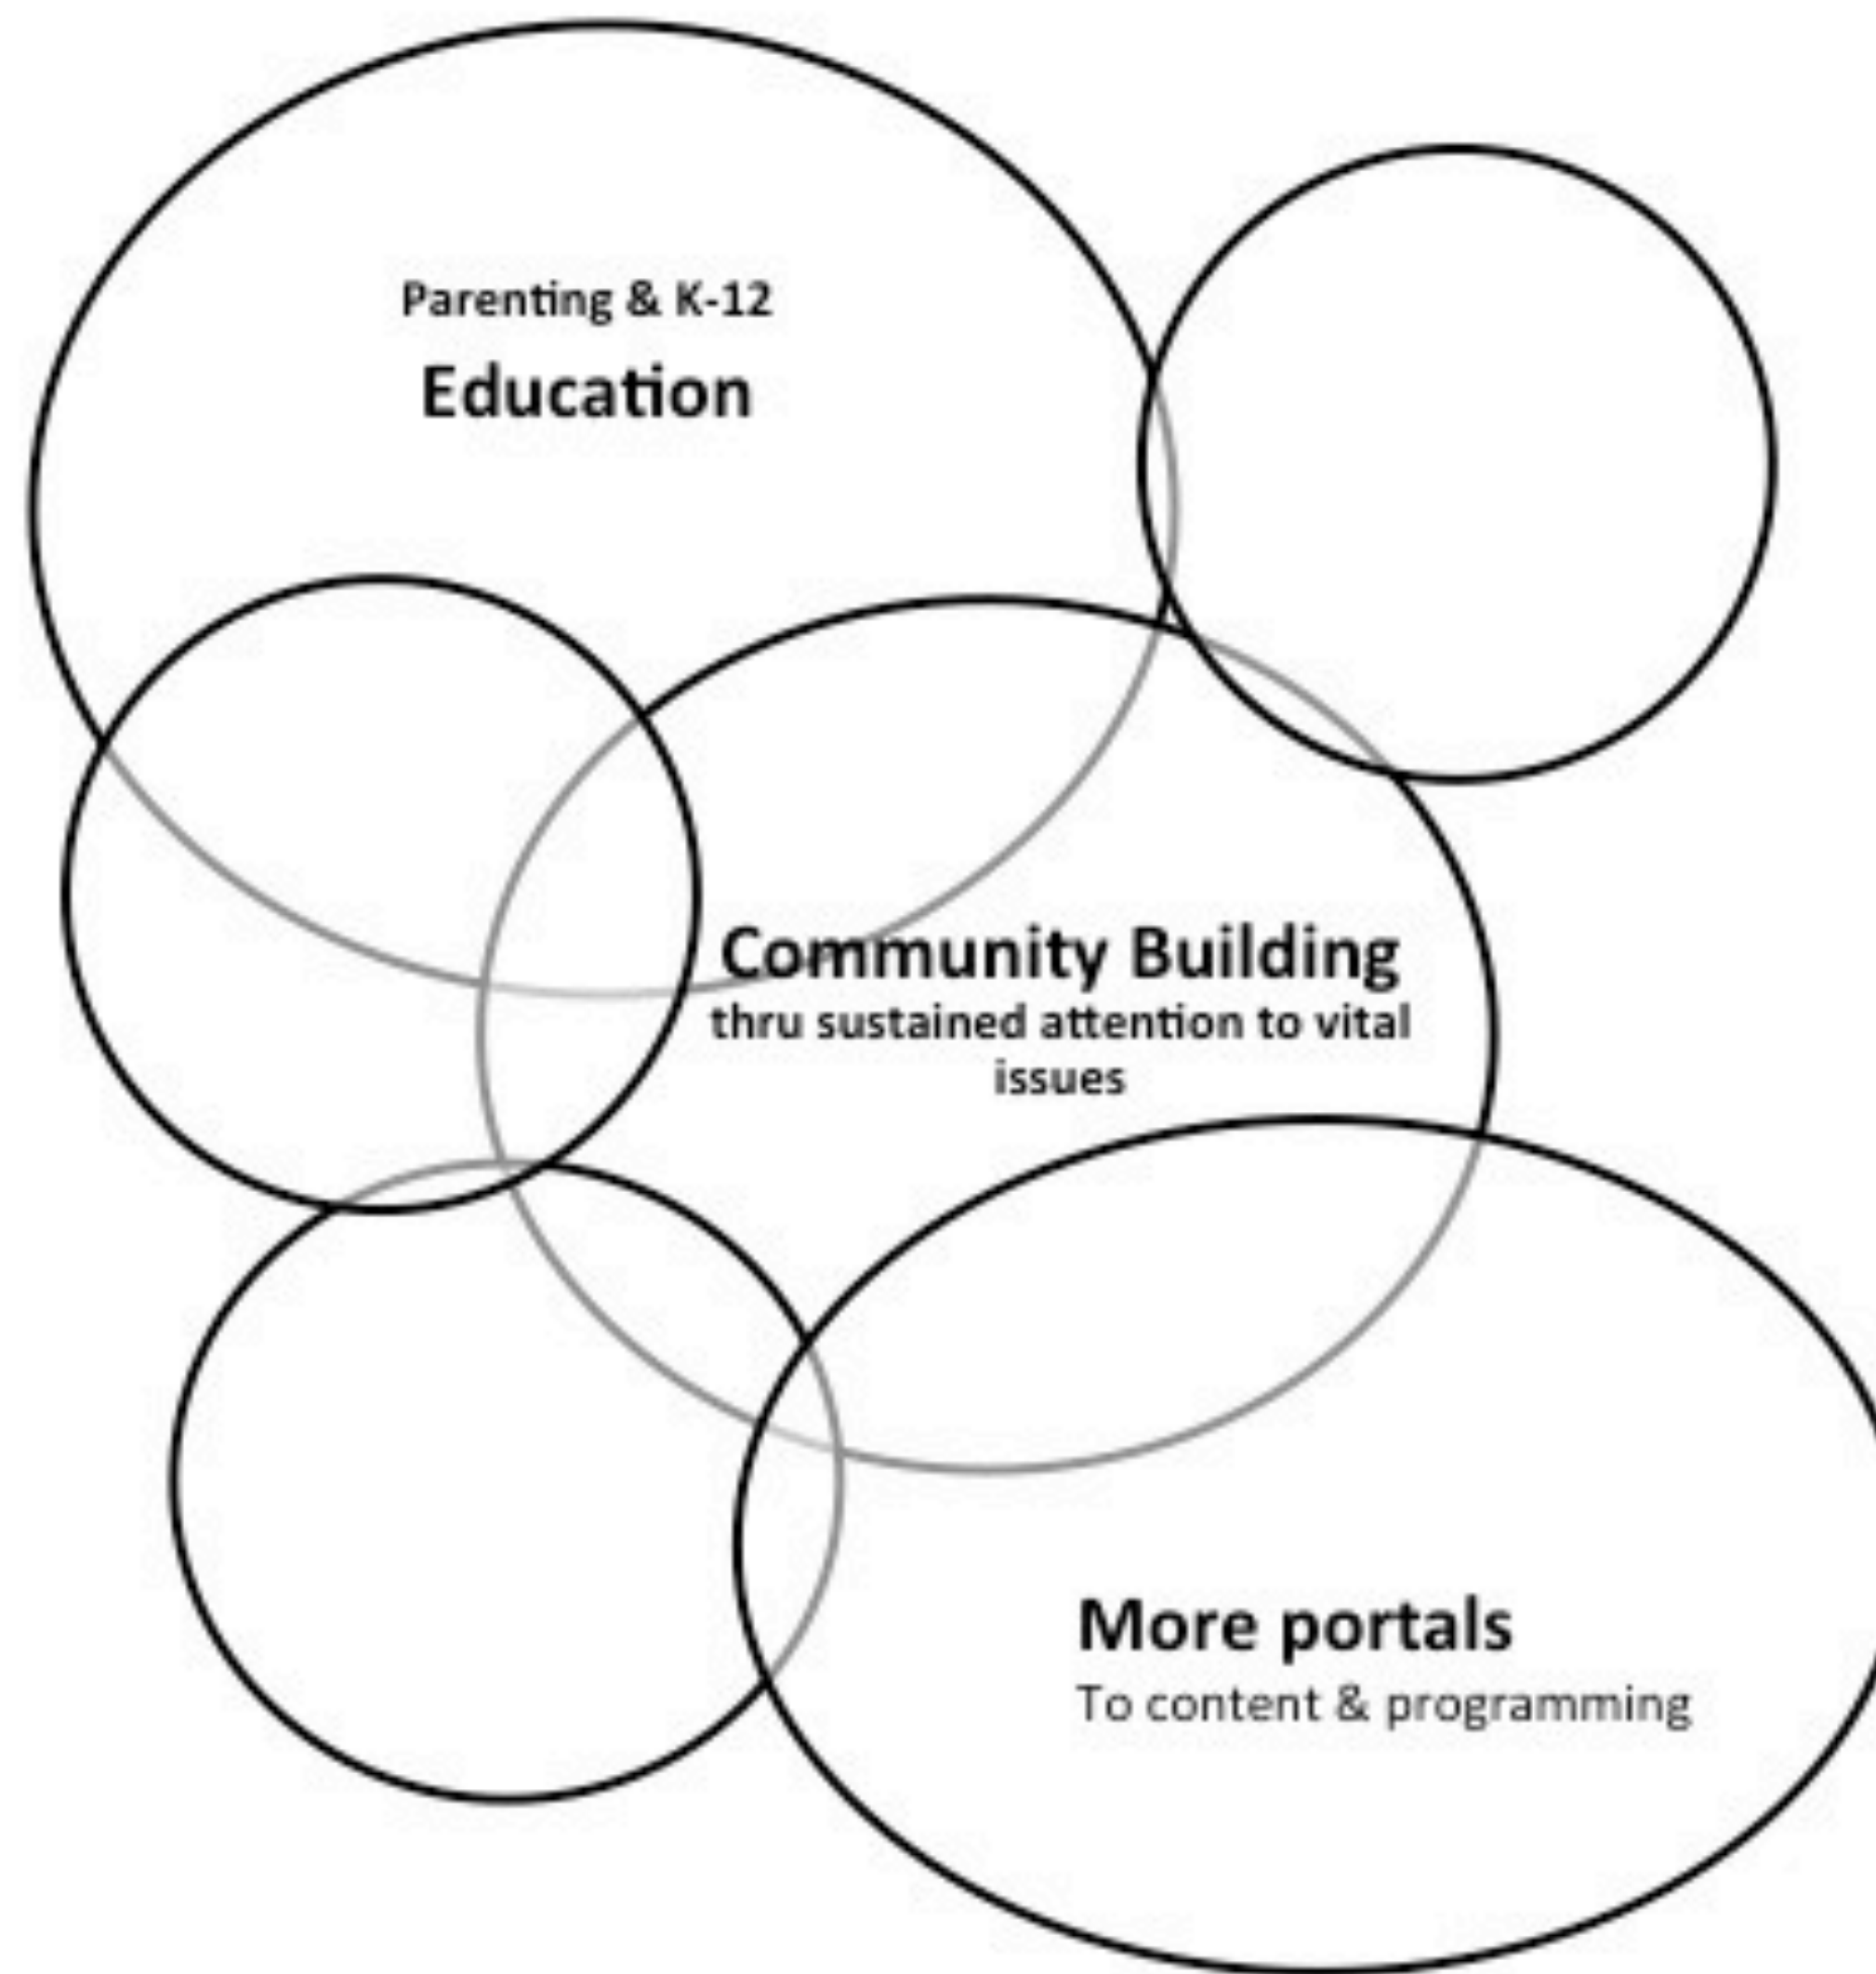 Parenting & K-12
Education
Community Building
thru sustained attention to vital
issues
More portals
To content & programming